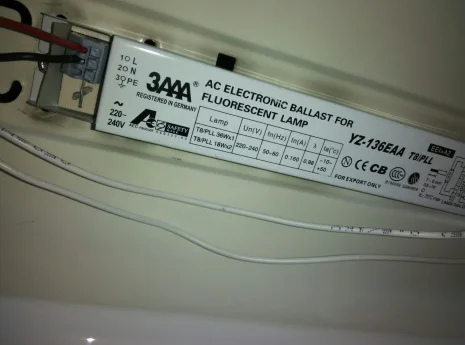 1 O L
2 O N
3 O PE
3AAA®
REGISTERED IN GERMANY
~
220~
240V
AC ELECTRONIC BALLAST FOR
FLUORESCENT LAMP
Lamp Un(V) fn(Hz) In(A) λ ta(°c)
T8/PLL 36Wx1
T8/PLL 18Wx2
220~240 50~60 0.160 0.98 -10~
+50
YZ-136EAA T8/PLL
CE CB
FOR EXPORT ONLY